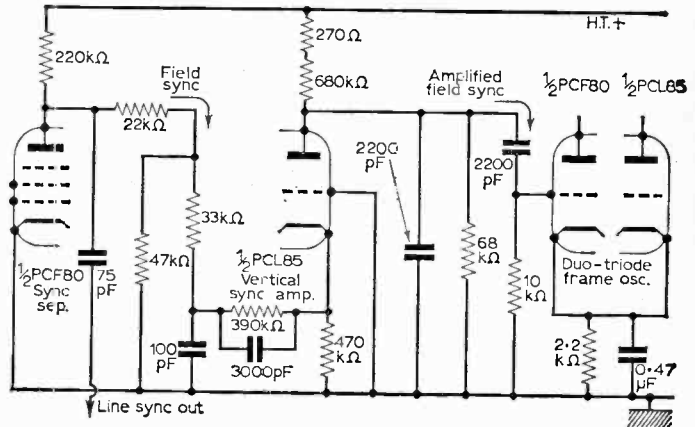 H.T.+
220kΩ
270Ω
680kΩ
Field
sync
Amplified
field sync
½PCF80
½PCL85
22kΩ
2200
pF
2200
pF
33kΩ
47kΩ
½PCF80
Sync
sep.
75
pF
½PCL85
Vertical
sync amp.
68
kΩ
10
kΩ
Duo-triode
frame osc.
390kΩ
100
pF
3000pF
470
kΩ
2·2
kΩ
0·47
μF
Line sync out